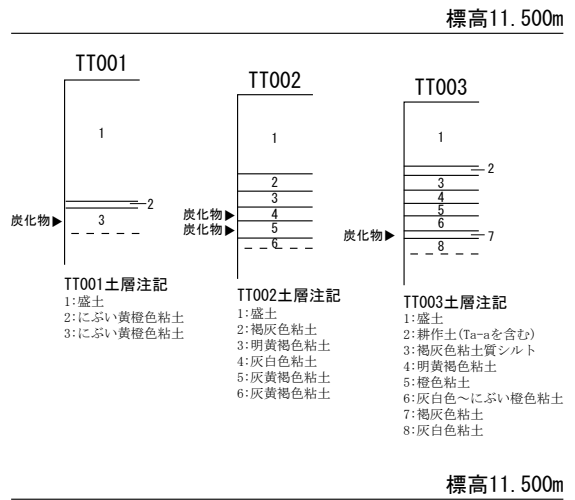 標高11.500m
TT001
1
2
3
炭化物▶
TT001土層注記
1:盛土
2:にぶい黄橙色粘土
3:にぶい黄橙色粘土
TT002
1
2
3
炭化物▶
4
炭化物▶
5
6
TT002土層注記
1:盛土
2:褐灰色粘土
3:明黄褐色粘土
4:灰白色粘土
5:灰黄褐色粘土
6:灰黄褐色粘土
TT003
1
2
3
4
5
6
炭化物▶
7
8
TT003土層注記
1:盛土
2:耕作土(Ta-aを含む)
3:褐灰色粘土質シルト
4:明黄褐色粘土
5:橙色粘土
6:灰白色～にぶい橙色粘土
7:褐灰色粘土
8:灰白色粘土
標高11.500m